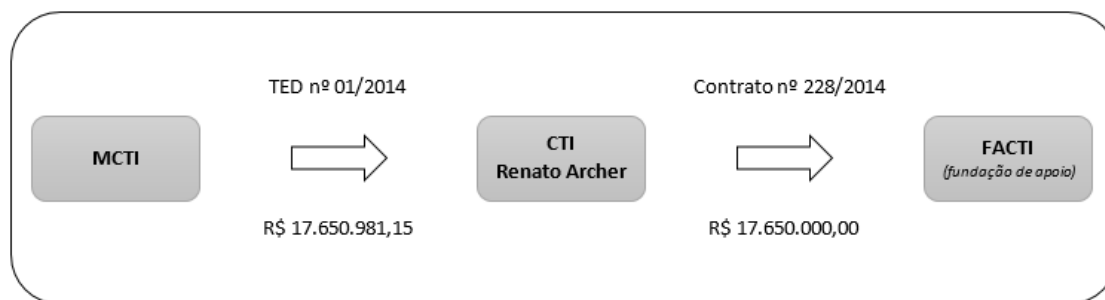 TED nº 01/2014
Contrato nº 228/2014
MCTI
CTI
Renato Archer
FACTI
(fundação de apoio)
R$ 17.650.981,15
R$ 17.650.000,00